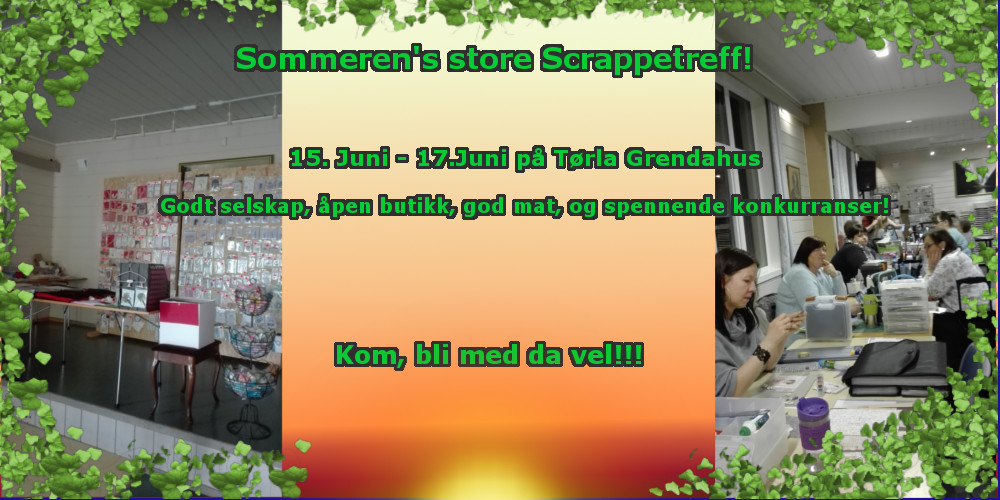 Sommeren's store Scrappetreff!
15. Juni - 17.Juni på Tørla Grendahus
Godt selskap, åpen butikk, god mat, og spennende konkurranser!
Kom, bli med da vel!!!